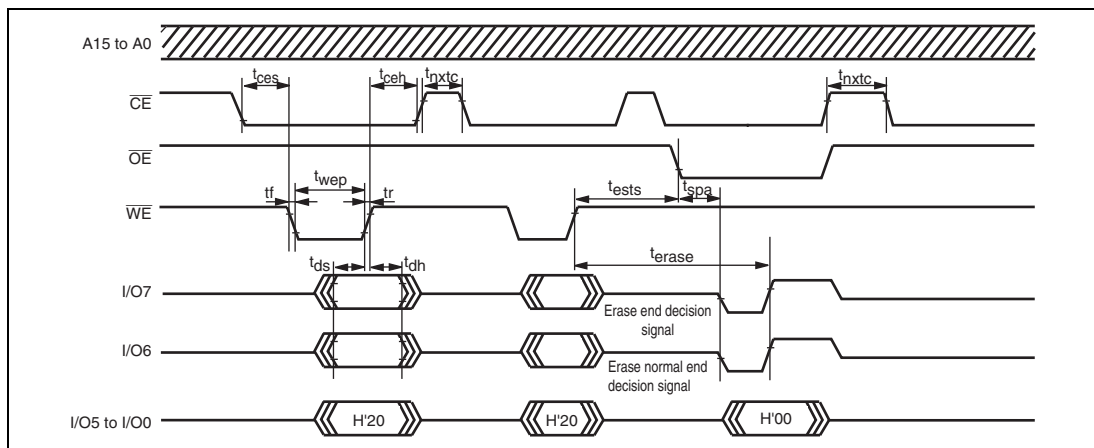 A15 to A0
tces
tceh
tnxtc
tnxtc
CE
OE
twep
tests
tspa
tf
tr
WE
terase
tds
tdh
I/O7
Erase end decision
signal
I/O6
Erase normal end
decision signal
I/O5 to I/O0
H'20
H'20
H'00